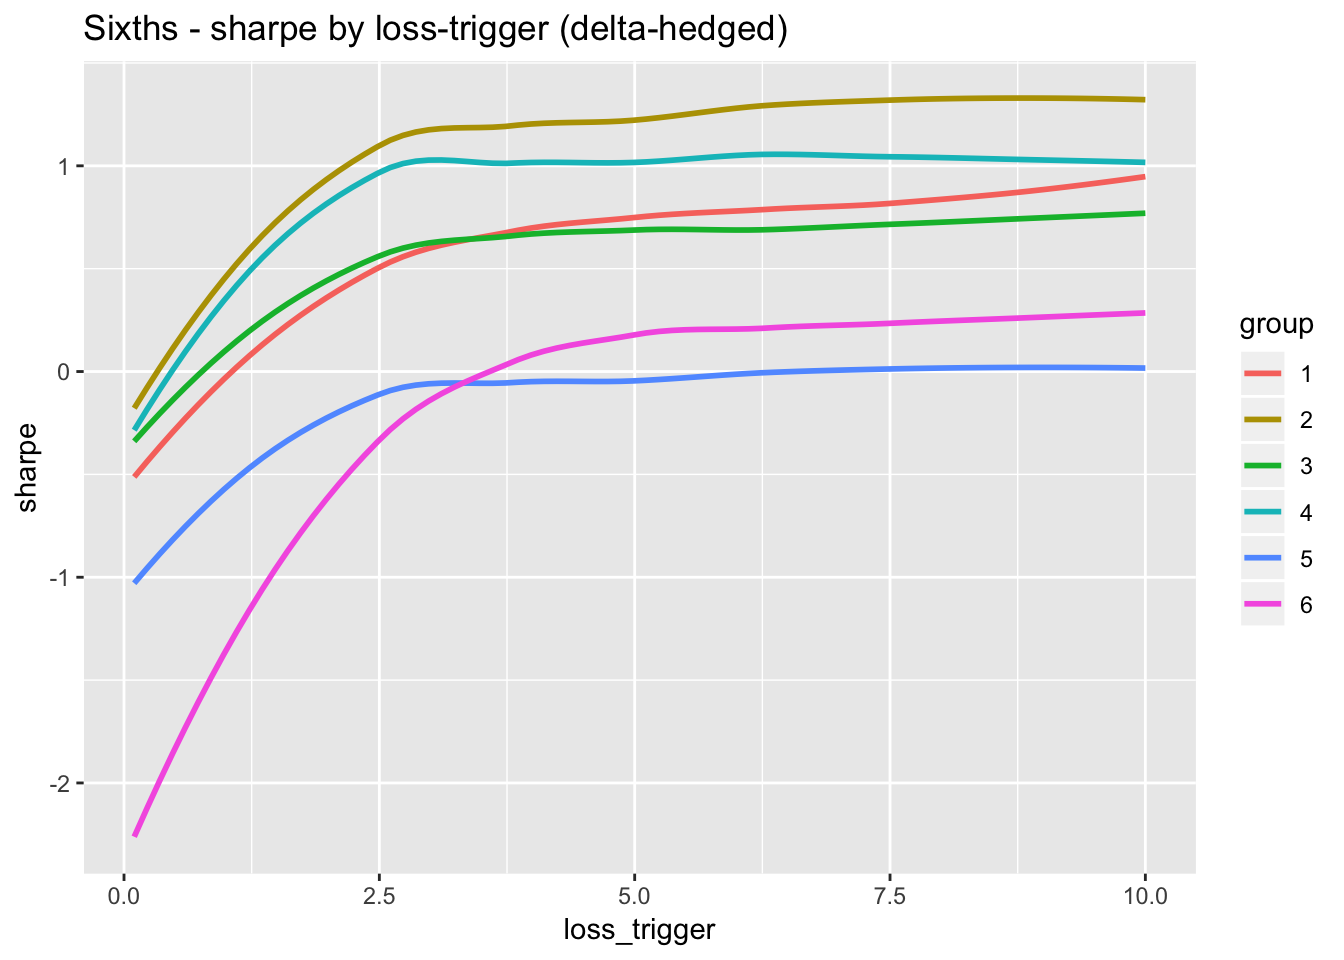 Sixths - sharpe by loss-trigger (delta-hedged)
sharpe
1
0
-1
-2
0.0 2.5 5.0 7.5 10.0
loss_trigger
group
1
2
3
4
5
6